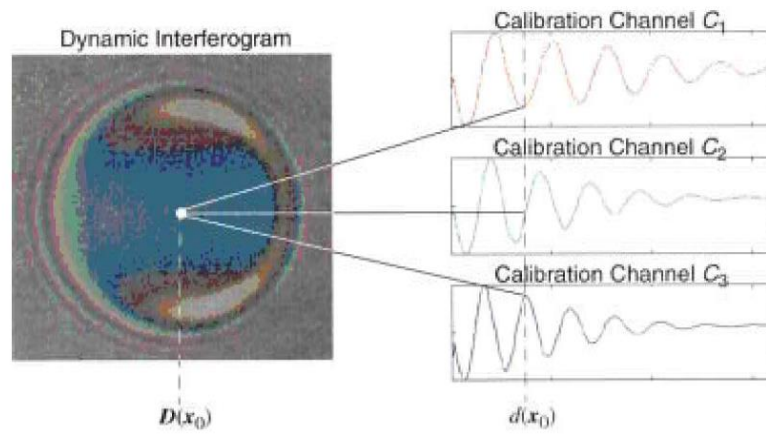 Dynamic Interferogram
Calibration Channel C₁
Calibration Channel C₂
Calibration Channel C₃
D(x₀)
d(x₀)